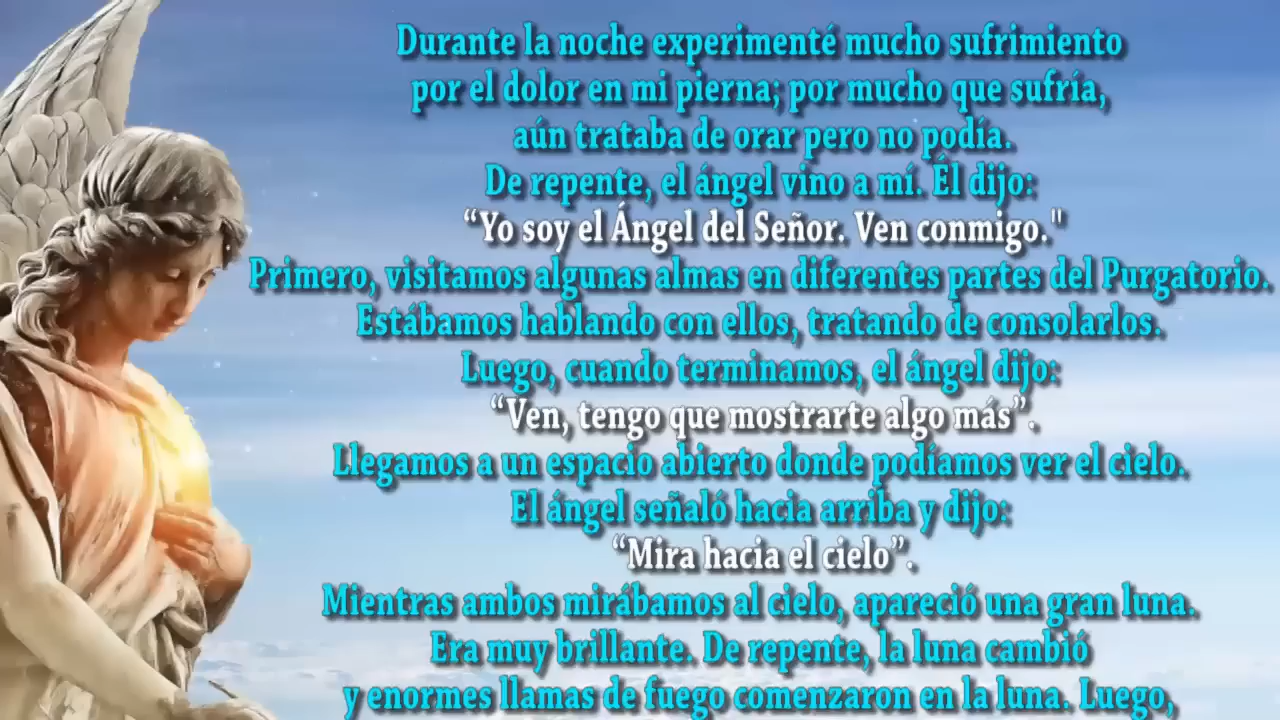 Durante la noche experimenté mucho sufrimiento
por el dolor en mi pierna; por mucho que sufría,
aún trataba de orar pero no podía.
De repente, el ángel vino a mí. Él dijo:
“Yo soy el Ángel del Señor. Ven conmigo."
Primero, visitamos algunas almas en diferentes partes del Purgatorio.
Estábamos hablando con ellos, tratando de consolarlos.
Luego, cuando terminamos, el ángel dijo:
“Ven, tengo que mostrarte algo más”.
Llegamos a un espacio abierto donde podíamos ver el cielo.
El ángel señaló hacia arriba y dijo:
“Mira hacia el cielo”.
Mientras ambos mirábamos al cielo, apareció una gran luna.
Era muy brillante. De repente, la luna cambió
y enormes llamas de fuego comenzaron en la luna. Luego,